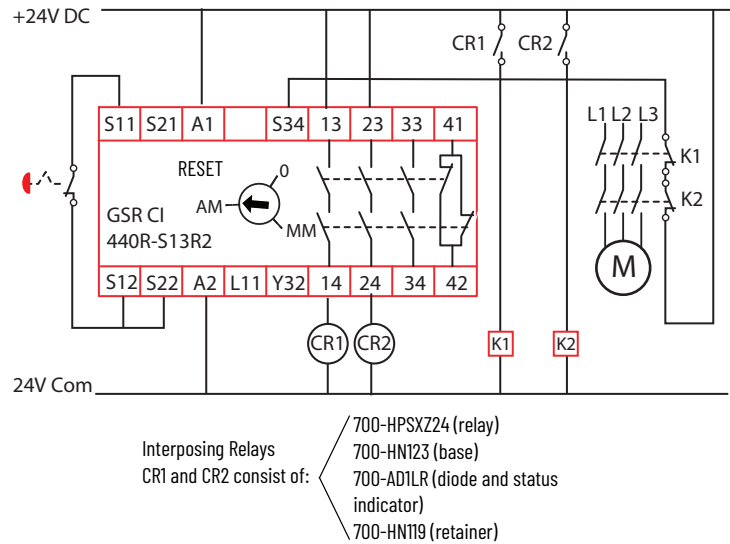 +24V DC
CR1 CR2
S11 S21 A1 S34 13 23 33 41
L1 L2 L3
K1
RESET 0
AM
MM
K2
GSR CI
440R-S13R2
M
S12 S22 A2 L11 Y32 14 24 34 42
CR1 CR2 K1 K2
24V Com
Interposing Relays
CR1 and CR2 consist of:
700-HPSXZ24 (relay)
700-HN123 (base)
700-AD1LR (diode and status
indicator)
700-HN119 (retainer)